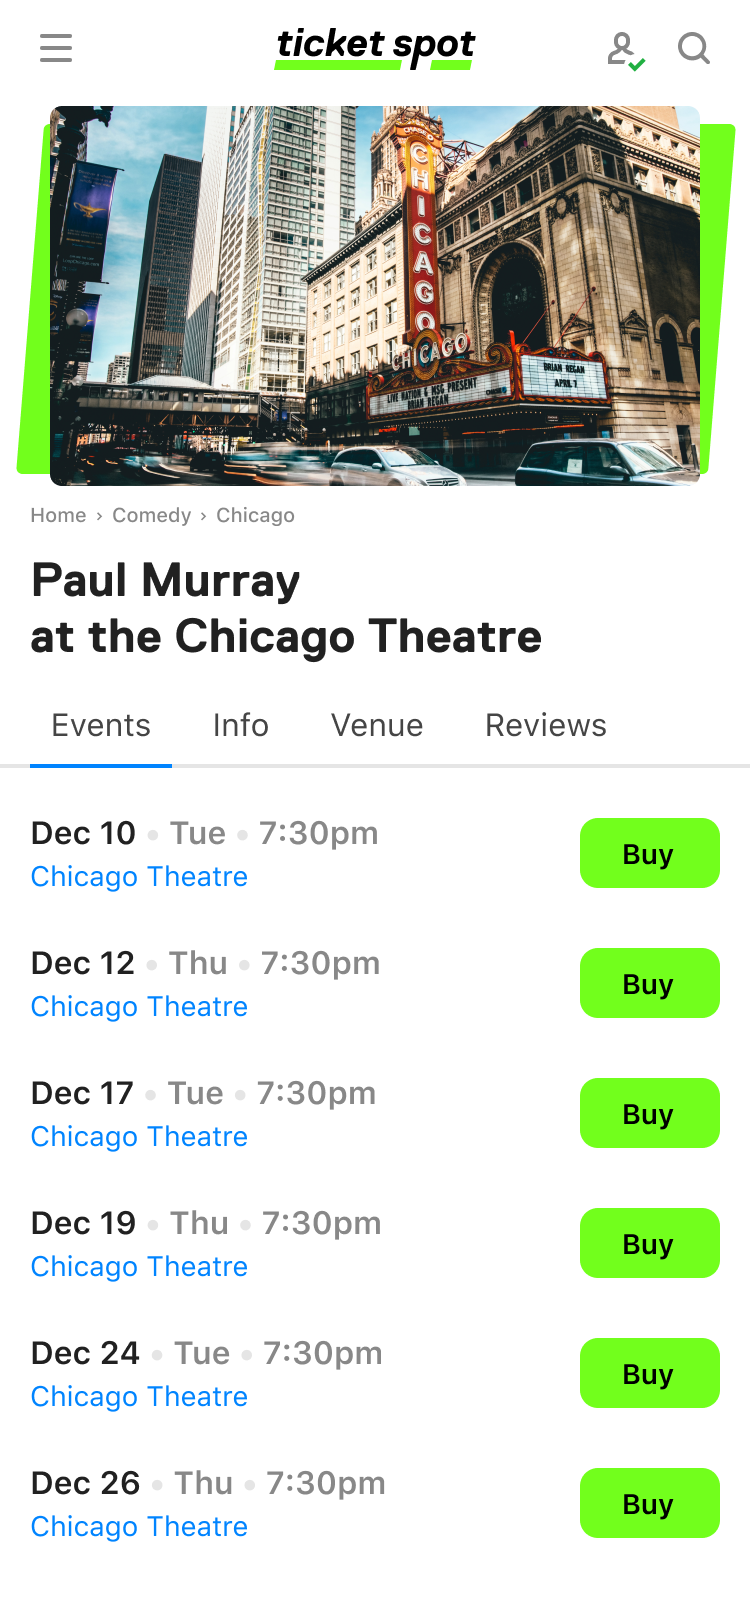 ticket spot
CHICAGO
CHICAGO
LIVE NATION & MSG PRESENT
BRIAN REGAN
BRIAN REGAN
APRIL 7
Home › Comedy › Chicago
Paul Murray
at the Chicago Theatre
Events Info Venue Reviews
Dec 10 • Tue • 7:30pm
Chicago Theatre
Buy
Dec 12 • Thu • 7:30pm
Chicago Theatre
Buy
Dec 17 • Tue • 7:30pm
Chicago Theatre
Buy
Dec 19 • Thu • 7:30pm
Chicago Theatre
Buy
Dec 24 • Tue • 7:30pm
Chicago Theatre
Buy
Dec 26 • Thu • 7:30pm
Chicago Theatre
Buy